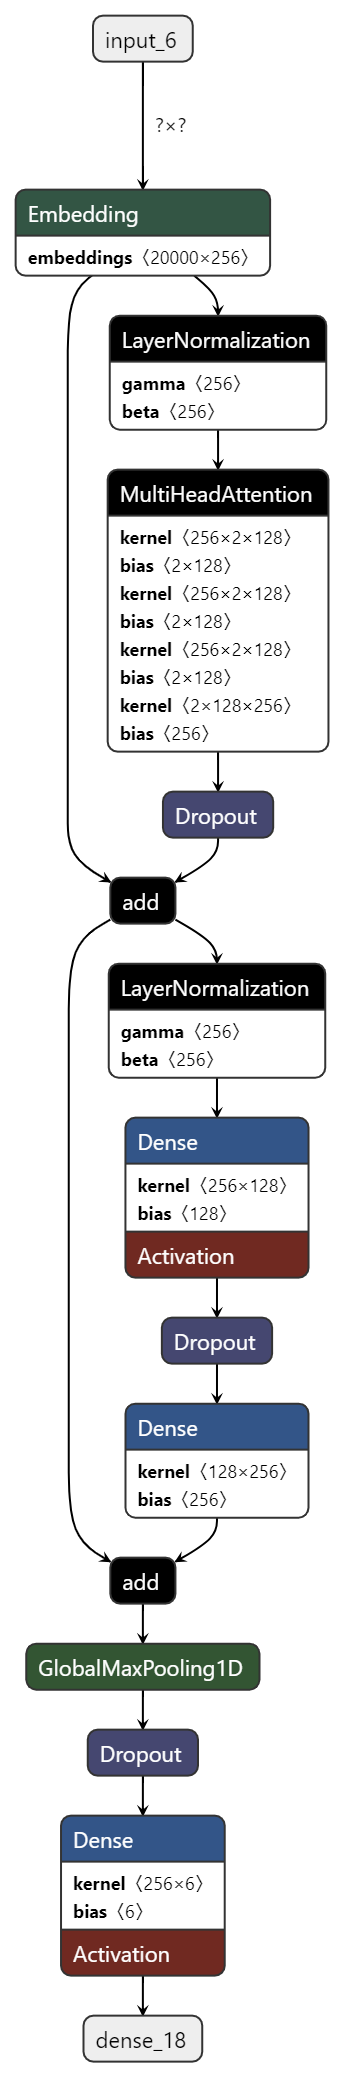 input_6
?×?
Embedding
embeddings 〈20000×256〉
LayerNormalization
gamma 〈256〉
beta 〈256〉
MultiHeadAttention
kernel 〈256×2×128〉
bias 〈2×128〉
kernel 〈256×2×128〉
bias 〈2×128〉
kernel 〈256×2×128〉
bias 〈2×128〉
kernel 〈2×128×256〉
bias 〈256〉
Dropout
add
LayerNormalization
gamma 〈256〉
beta 〈256〉
Dense
kernel 〈256×128〉
bias 〈128〉
Activation
Dropout
Dense
kernel 〈128×256〉
bias 〈256〉
add
GlobalMaxPooling1D
Dropout
Dense
kernel 〈256×6〉
bias 〈6〉
Activation
dense_18